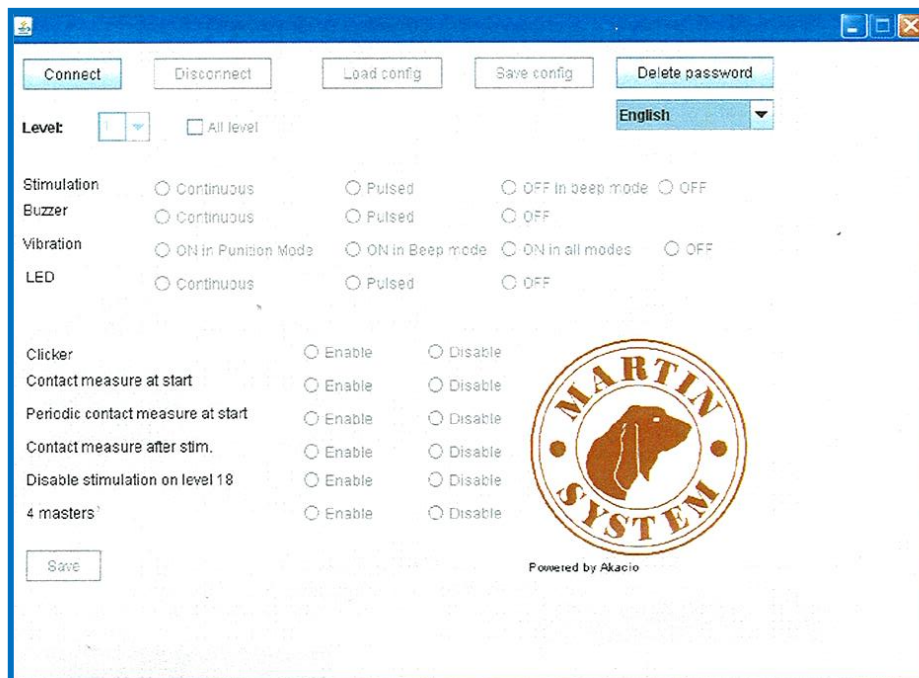 Connect Disconnect Load config Save config Delete password
English
Level: 1 All level
Stimulation Continuous Pulsed OFF in beep mode OFF
Buzzer Continuous Pulsed OFF
Vibration ON in Punition Mode ON in Beep mode ON in all modes OFF
LED Continuous Pulsed OFF
Clicker Enable Disable
Contact measure at start Enable Disable
Periodic contact measure at start Enable Disable
Contact measure after stim. Enable Disable
Disable stimulation on level 18 Enable Disable
4 masters Enable Disable
MARTIN
SYSTEM
Save
Powered by Akacio